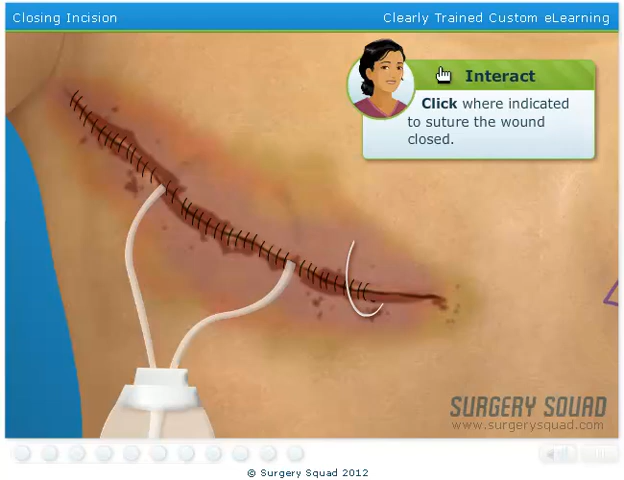 Closing Incision
Clearly Trained Custom eLearning
Interact
Click where indicated
to suture the wound
closed.
SURGERY SQUAD
www.surgerysquad.com
© Surgery Squad 2012